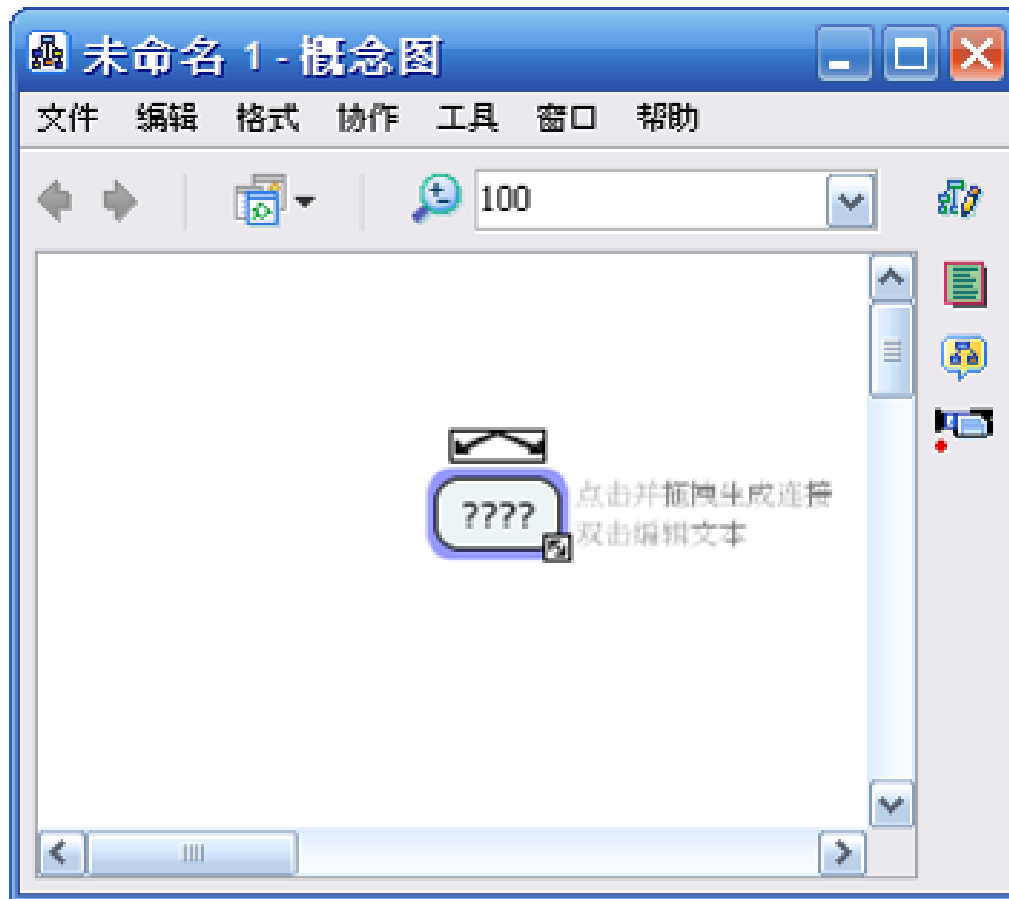 未命名 1 - 概念图
文件 编辑 格式 协作 工具 窗口 帮助
100
????
点击并拖拽生成连接
双击编辑文本